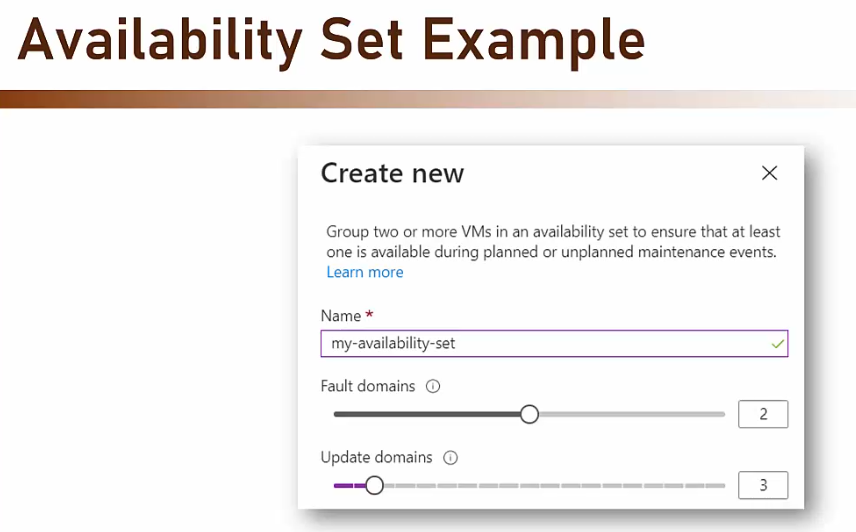 Availability Set Example
Create new
Group two or more VMs in an availability set to ensure that at least
one is available during planned or unplanned maintenance events.
Learn more
Name *
my-availability-set
Fault domains
2
Update domains
3